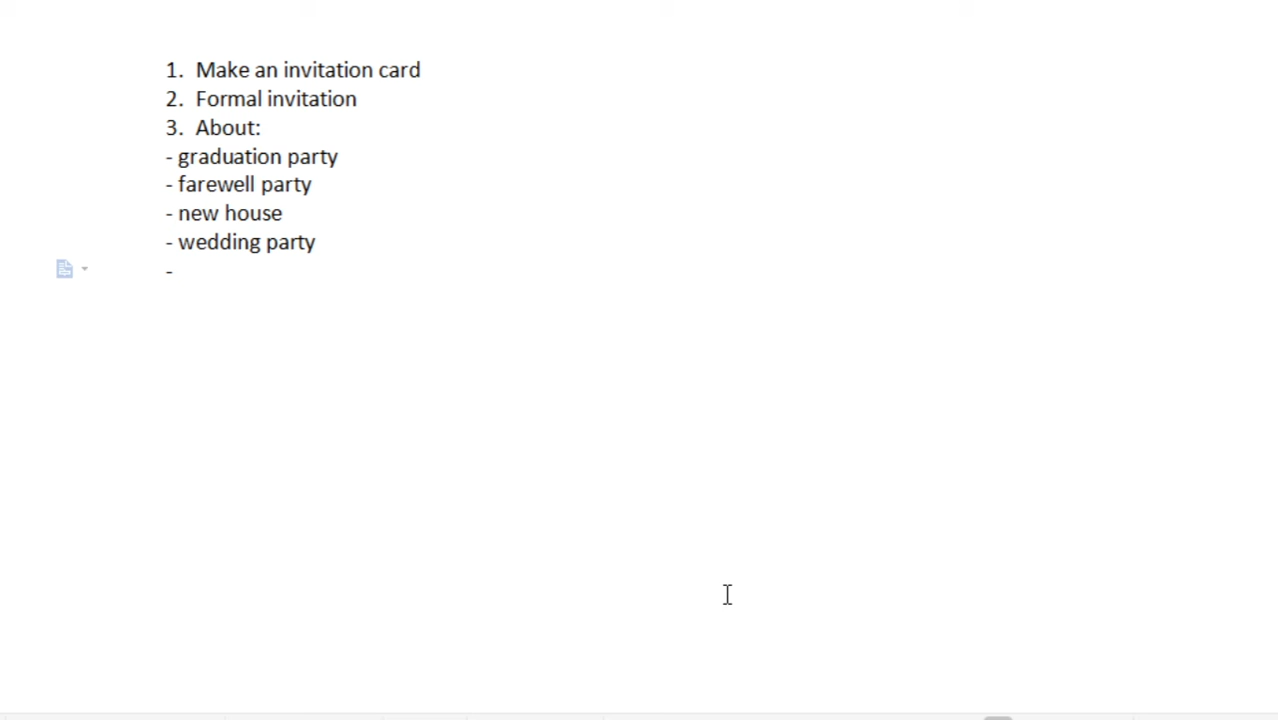 1. Make an invitation card
2. Formal invitation
3. About:
- graduation party
- farewell party
- new house
- wedding party
-